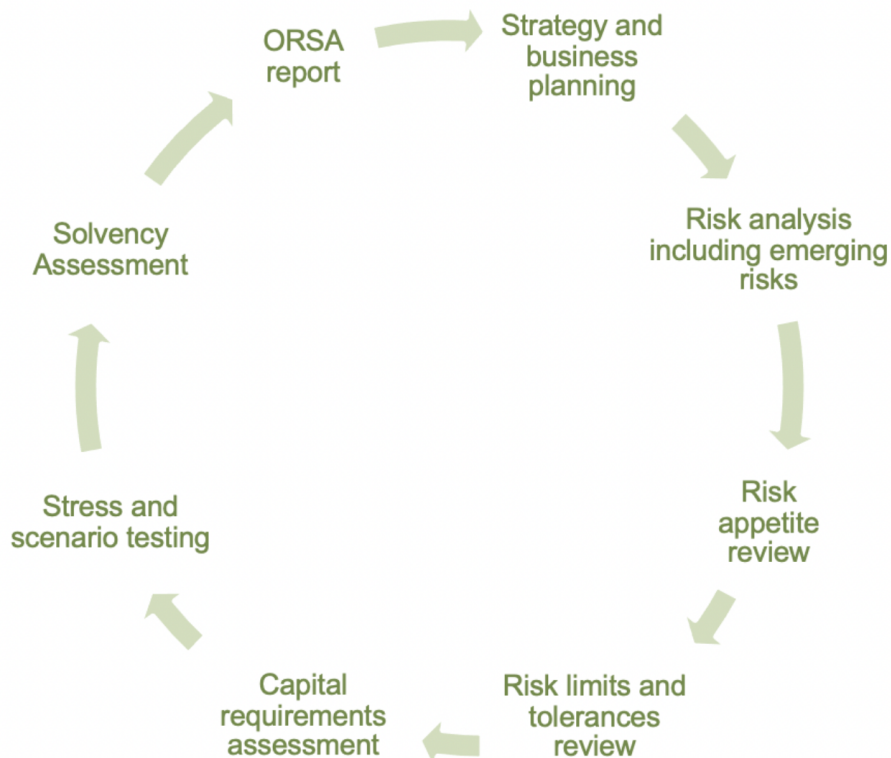 ORSA
report
Strategy and
business
planning
Risk analysis
including emerging
risks
Risk
appetite
review
Risk limits and
tolerances
review
Capital
requirements
assessment
Stress and
scenario testing
Solvency
Assessment